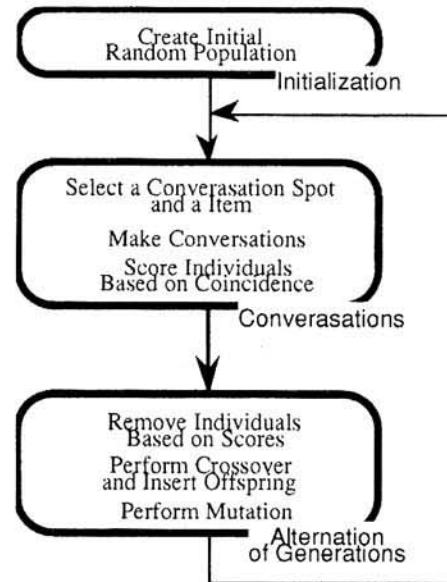 Create Initial
Random Population
Initialization
Select a Converasation Spot
and a Item
Make Conversations
Score Individuals
Based on Coincidence
Converasations
Remove Individuals
Based on Scores
Perform Crossover
and Insert Offspring
Perform Mutation
Alternation
of Generations